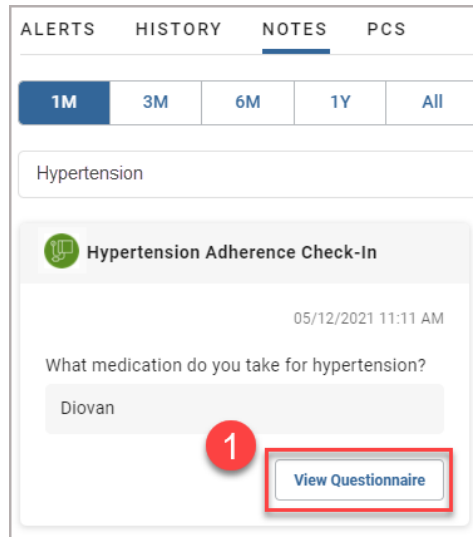 ALERTS HISTORY NOTES PCS
1M 3M 6M 1Y All
Hypertension
Hypertension Adherence Check-In
05/12/2021 11:11 AM
What medication do you take for hypertension?
Diovan
1
View Questionnaire